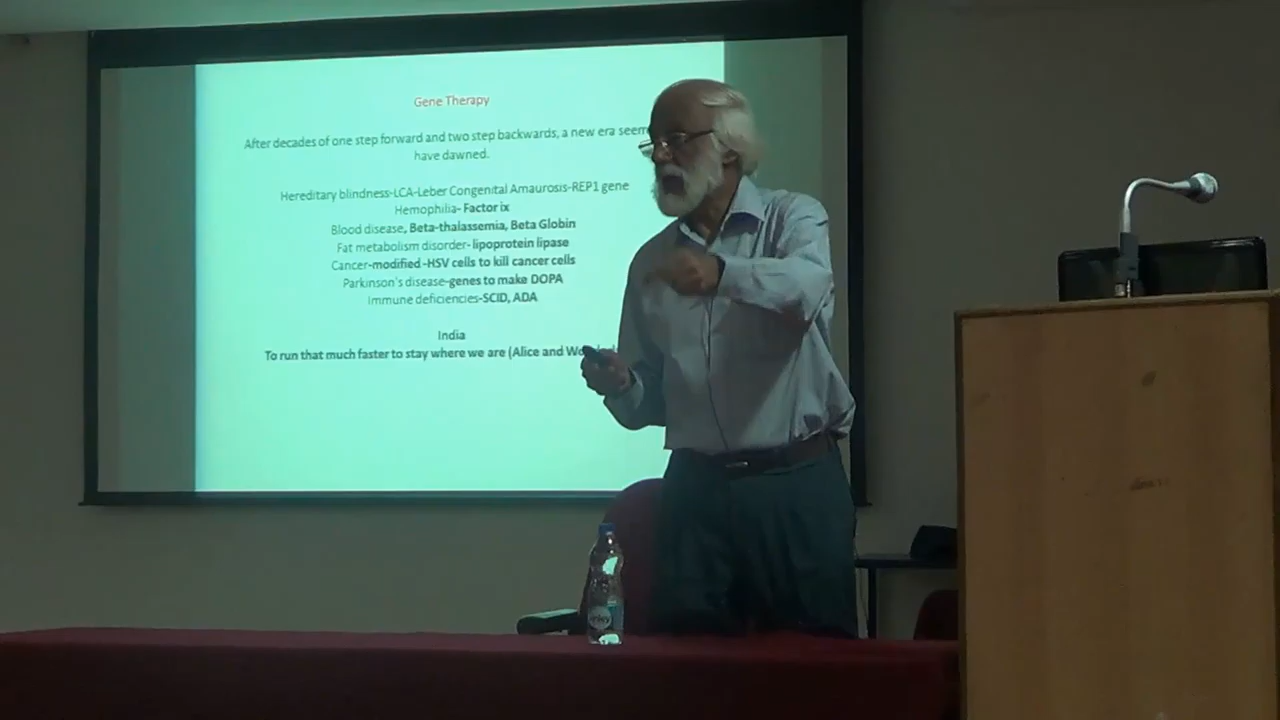 Gene Therapy
After decades of one step forward and two step backwards, a new era
have dawned.
Hereditary blindness-LCA-Leber Congenital Amaurosis-REP1 gene
Hemophilia- Factor ix
Blood disease, Beta-thalassemia, Beta Globin
Fat metabolism disorder- lipoprotein lipase
Cancer-modified-HSV cells to kill cancer cells
Parkinson's disease-genes to make DOPA
Immune deficiencies-SCID, ADA
India
To run that much faster to stay where we are (Alice and